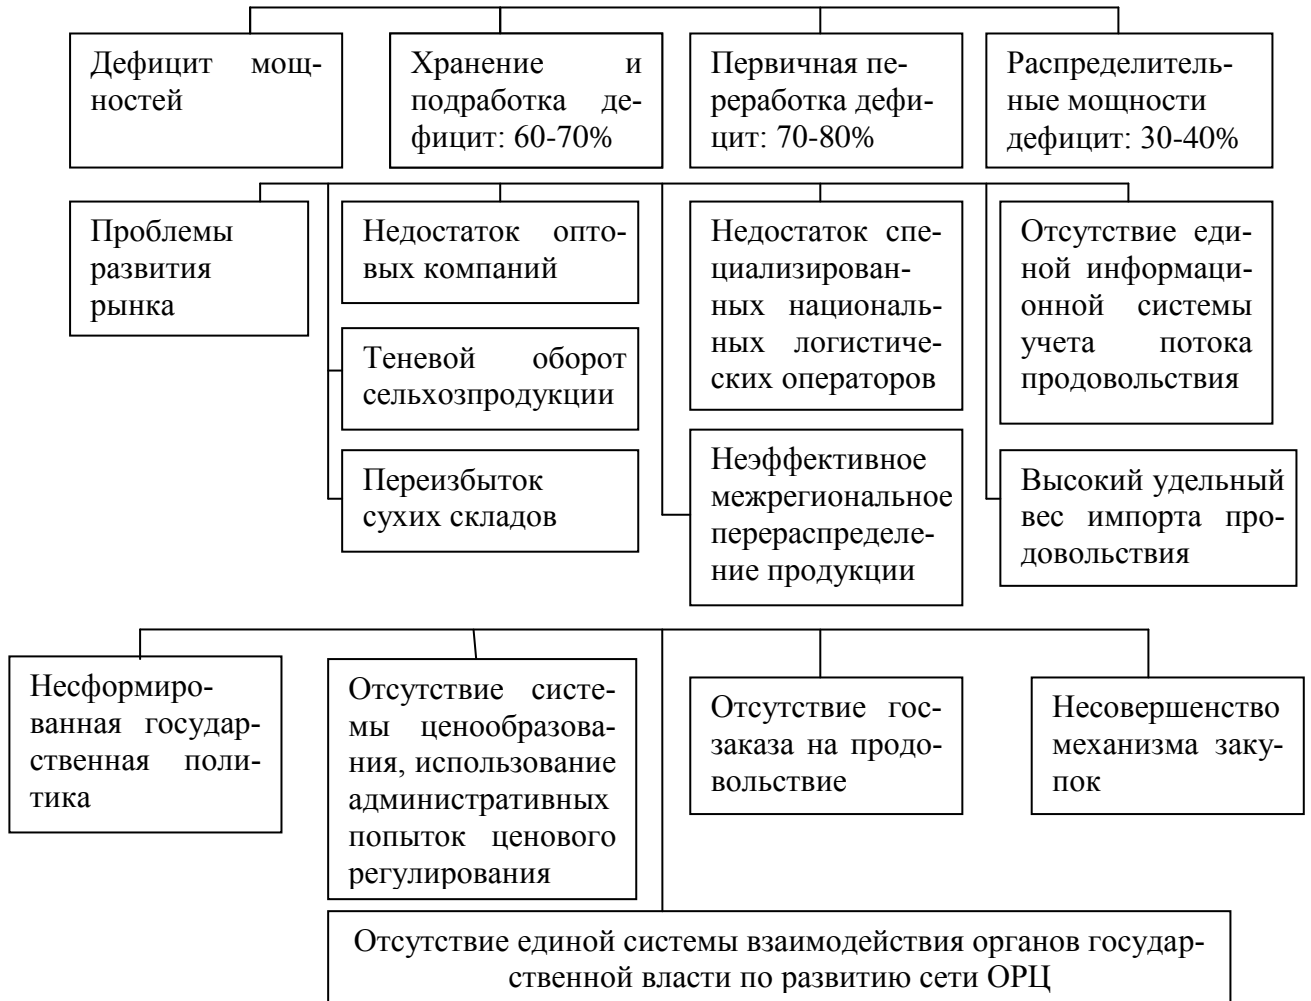 Дефицит мощ-
ностей
Хранение и
подработка де-
фицит: 60-70%
Первичная пе-
реработка дефи-
цит: 70-80%
Распределитель-
ные мощности
дефицит: 30-40%
Проблемы
развития
рынка
Недостаток опто-
вых компаний
Теневой оборот
сельхозпродукции
Переизбыток
сухих складов
Недостаток спе-
циализирован-
ных националь-
ных логистиче-
ских операторов
Неэффективное
межрегиональное
перераспределе-
ние продукции
Отсутствие еди-
ной информаци-
онной системы
учета потока
продовольствия
Высокий удельный
вес импорта про-
довольствия
Несформиро-
ванная государ-
ственная поли-
тика
Отсутствие систе-
мы ценообразова-
ния, использование
административных
попыток ценового
регулирования
Отсутствие гос-
заказа на продо-
вольствие
Несовершенство
механизма заку-
пок
Отсутствие единой системы взаимодействия органов государ-
ственной власти по развитию сети ОРЦ